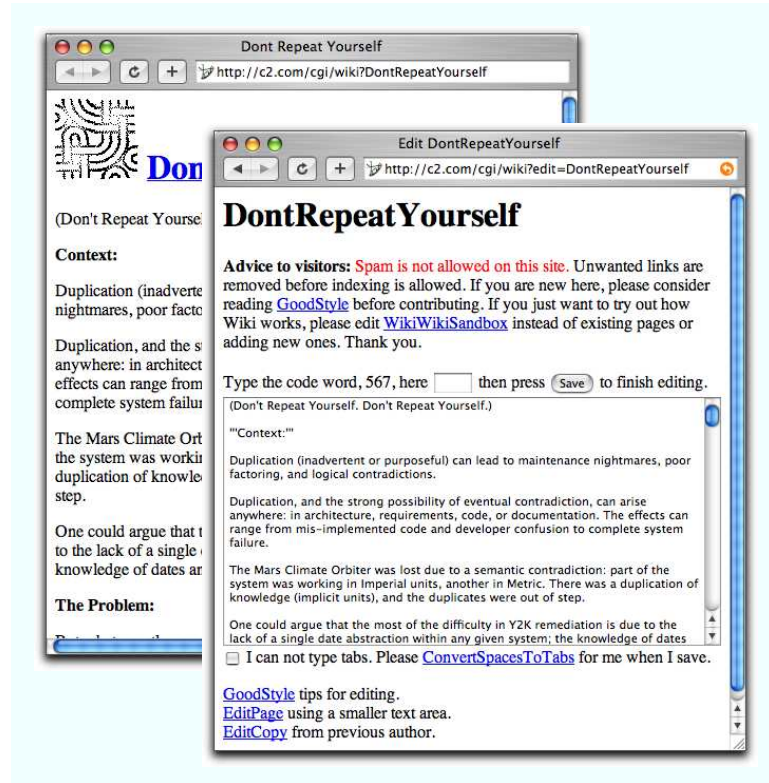 Dont Repeat Yourself
http://c2.com/cgi/wiki?DontRepeatYourself
Don
(Don't Repeat Yourse
Context:
Duplication (inadverte
nightmares, poor facto
Duplication, and the s
anywhere: in architect
effects can range from
complete system failur
The Mars Climate Orb
the system was workin
duplication of knowled
step.
One could argue that t
to the lack of a single
knowledge of dates an
The Problem:
Edit DontRepeatYourself
http://c2.com/cgi/wiki?edit=DontRepeatYourself
DontRepeatYourself
Advice to visitors: Spam is not allowed on this site. Unwanted links are
removed before indexing is allowed. If you are new here, please consider
reading GoodStyle before contributing. If you just want to try out how
Wiki works, please edit WikiWikiSandbox instead of existing pages or
adding new ones. Thank you.
Type the code word, 567, here then press Save to finish editing.
(Don't Repeat Yourself. Don't Repeat Yourself.)
'''Context:'''
Duplication (inadvertent or purposeful) can lead to maintenance nightmares, poor
factoring, and logical contradictions.
Duplication, and the strong possibility of eventual contradiction, can arise
anywhere: in architecture, requirements, code, or documentation. The effects can
range from mis-implemented code and developer confusion to complete system
failure.
The Mars Climate Orbiter was lost due to a semantic contradiction: part of the
system was working in Imperial units, another in Metric. There was a duplication of
knowledge (implicit units), and the duplicates were out of step.
One could argue that the most of the difficulty in Y2K remediation is due to the
lack of a single date abstraction within any given system; the knowledge of dates
I can not type tabs. Please ConvertSpacesToTabs for me when I save.
GoodStyle tips for editing.
EditPage using a smaller text area.
EditCopy from previous author.